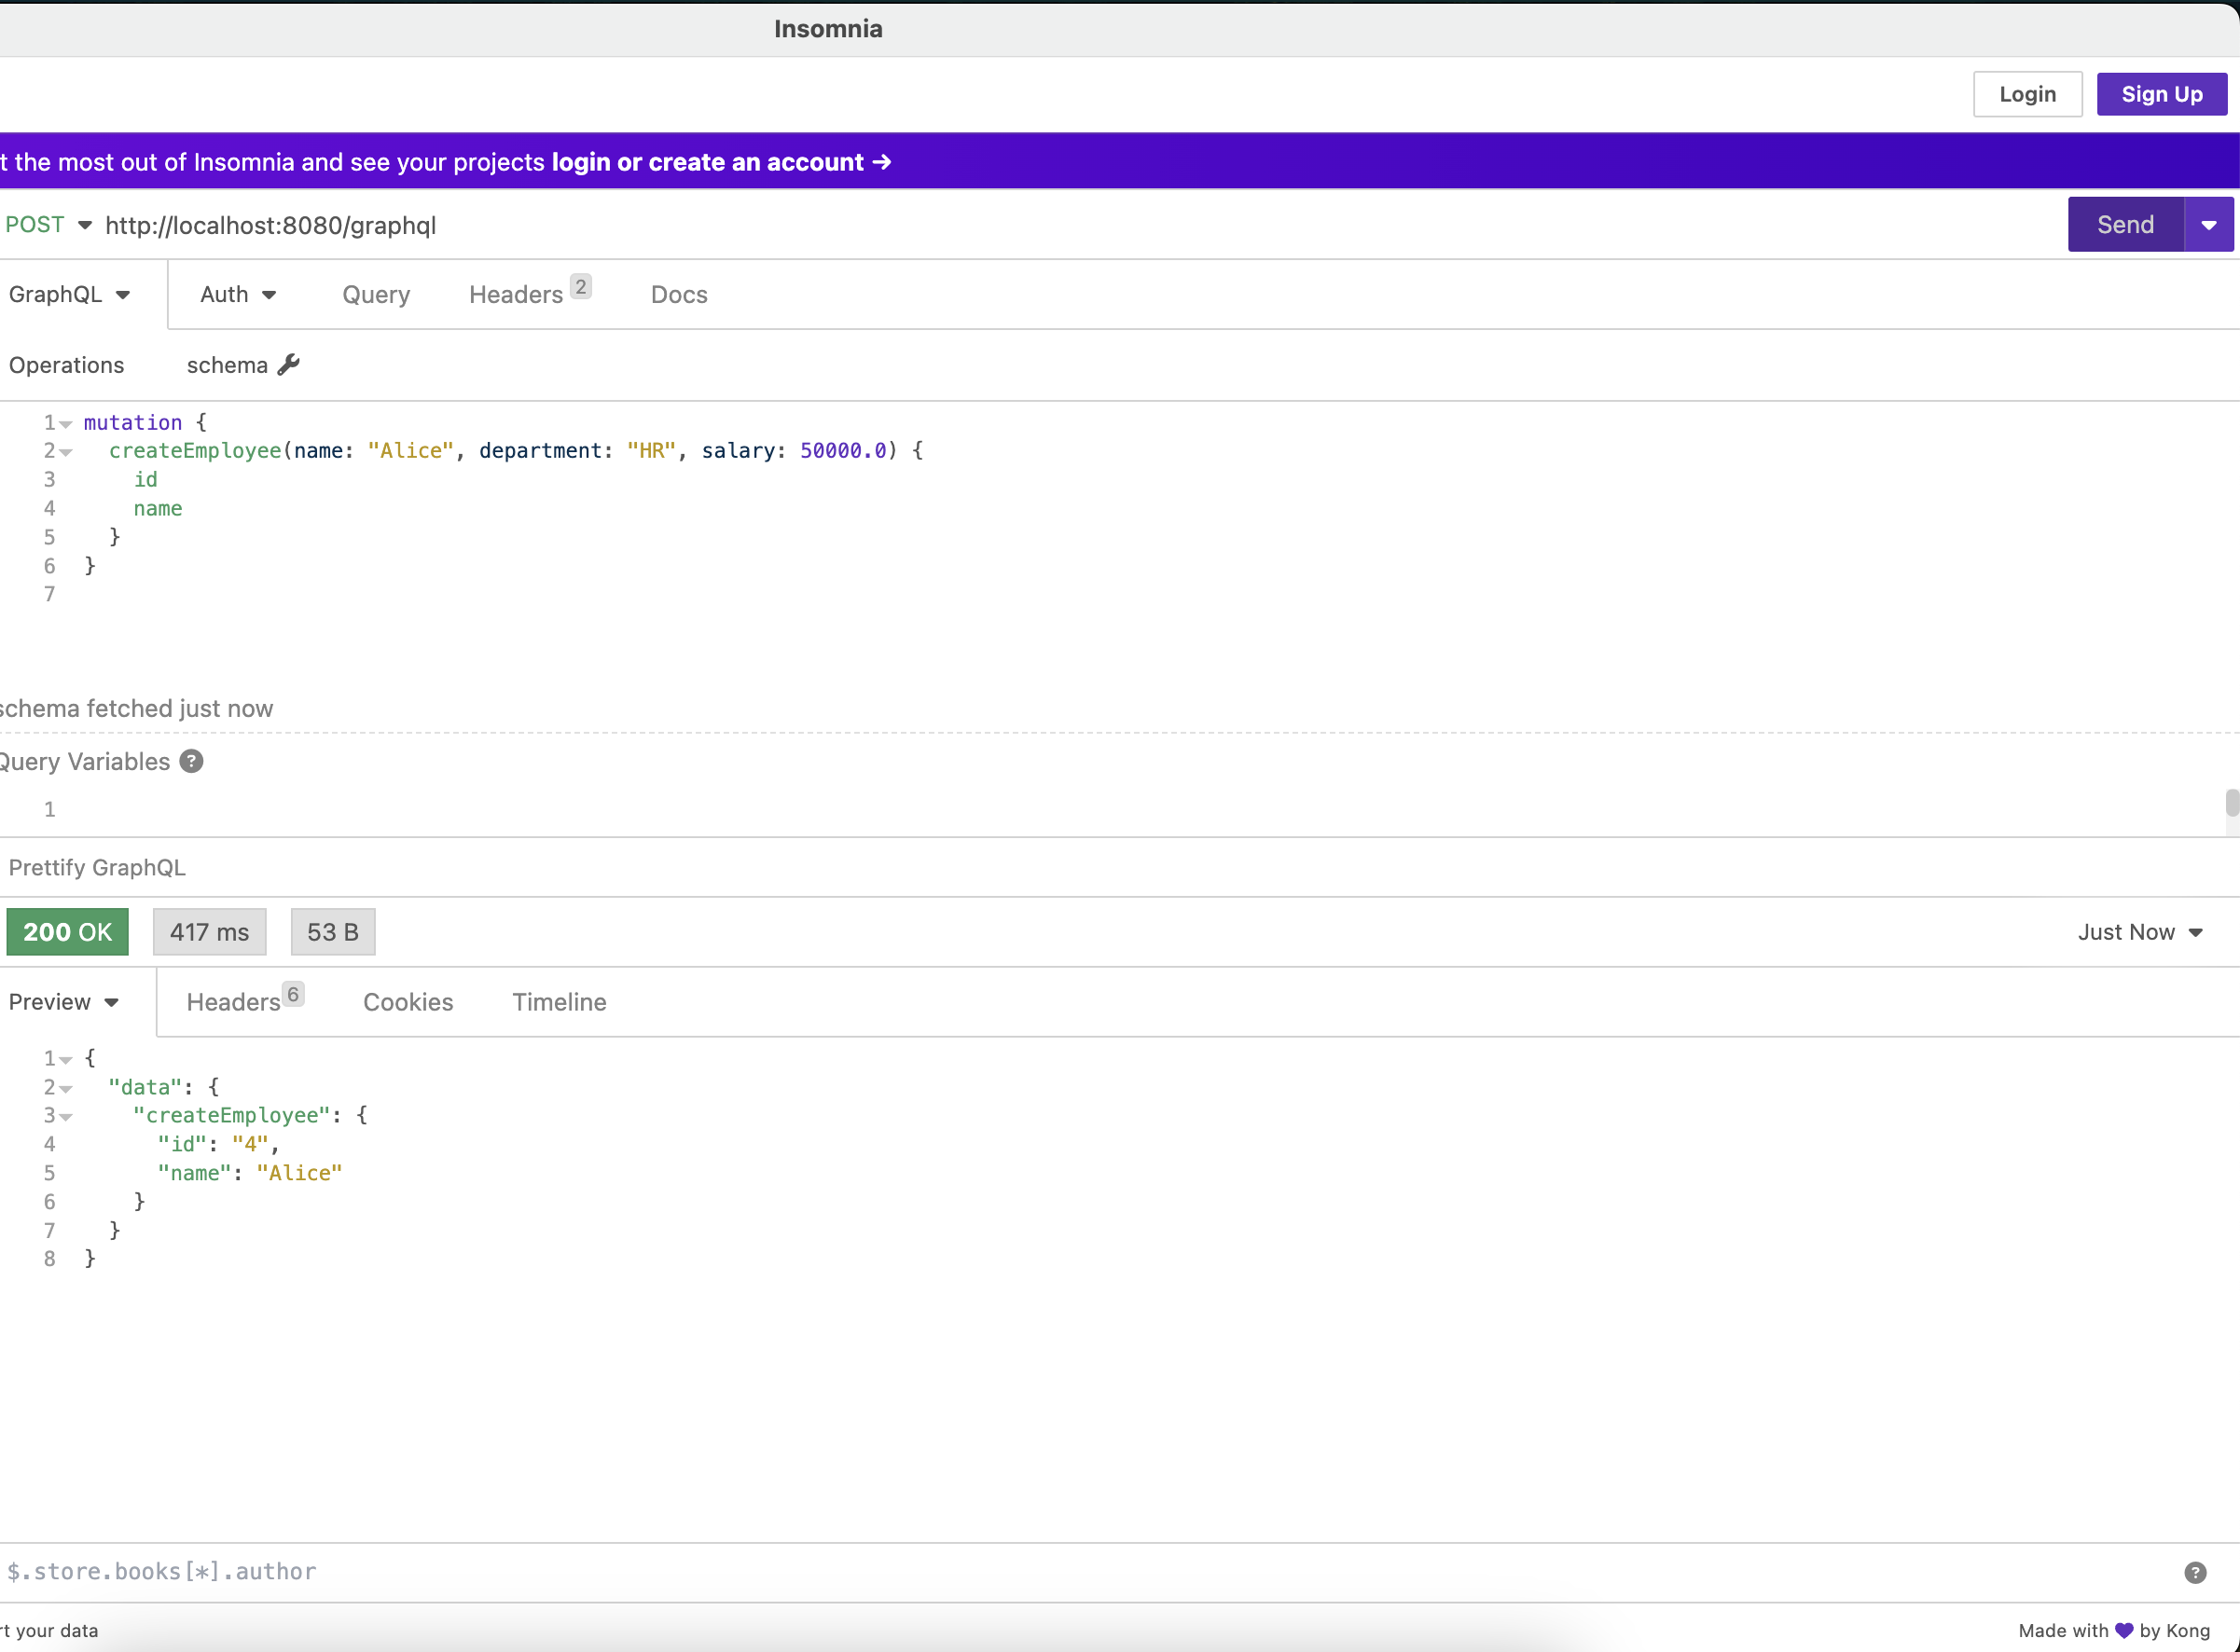 Insomnia
Login Sign Up
t the most out of Insomnia and see your projects login or create an account →
POST http://localhost:8080/graphql Send
GraphQL Auth Query Headers 2 Docs
Operations schema
1 mutation {
2 createEmployee(name: "Alice", department: "HR", salary: 50000.0) {
3 id
4 name
5 }
6 }
7
schema fetched just now
Query Variables ?
1
Prettify GraphQL
200 OK 417 ms 53 B Just Now
Preview Headers 6 Cookies Timeline
1 {
2 "data": {
3 "createEmployee": {
4 "id": "4",
5 "name": "Alice"
6 }
7 }
8 }
$.store.books[*].author ?
rt your data Made with 💜 by Kong